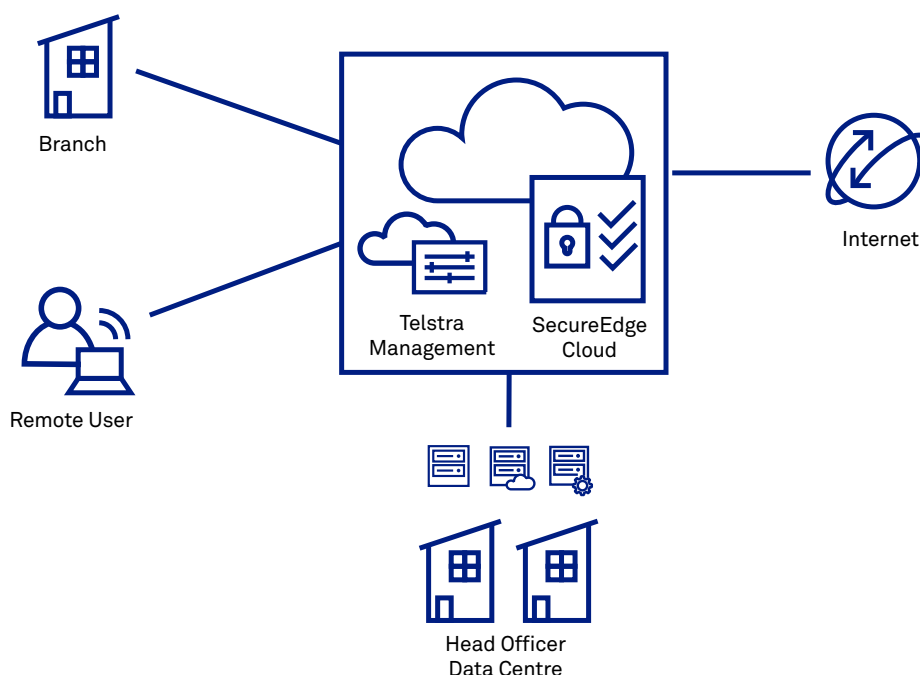 Branch
Internet
Telstra
Management
SecureEdge
Cloud
Remote User
Head Officer
Data Centre